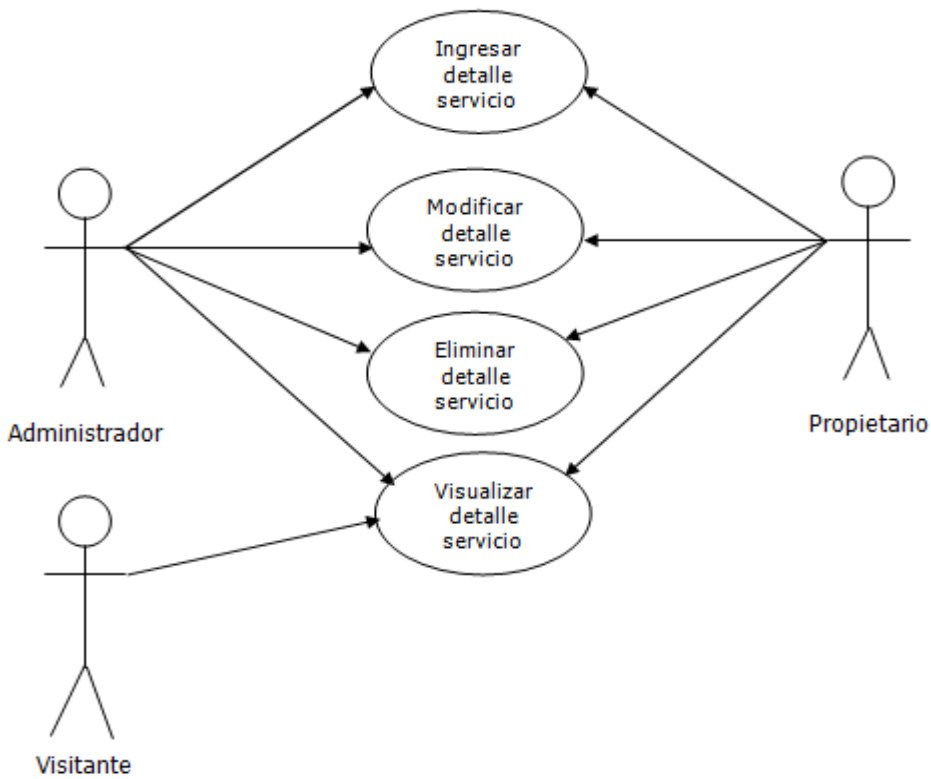 Ingresar
detalle
servicio
Modificar
detalle
servicio
Eliminar
detalle
servicio
Administrador
Propietario
Visualizar
detalle
servicio
Visitante